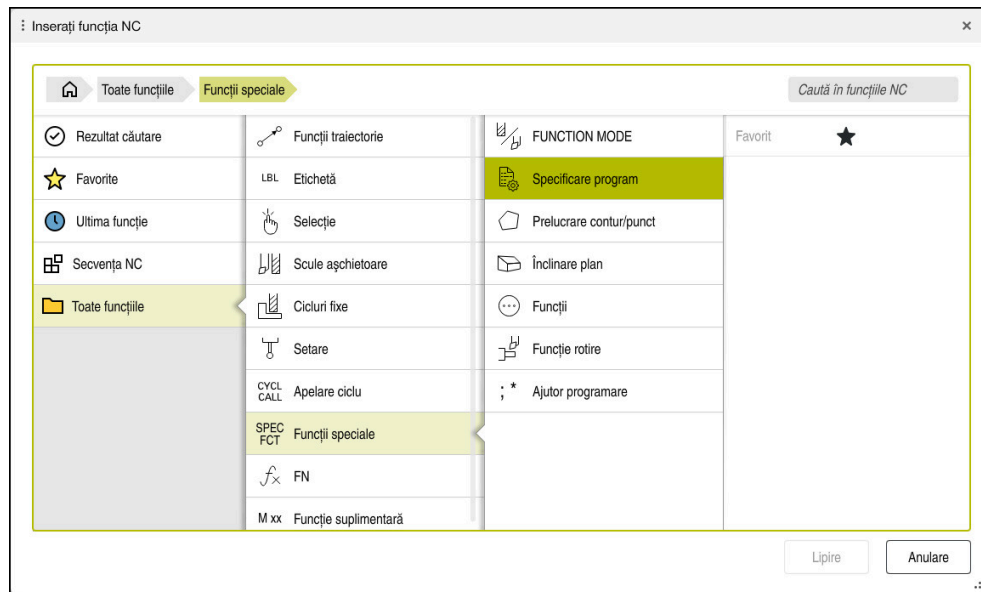 Inserați funcția NC
Toate funcțiile
Funcții speciale
Caută în funcțiile NC
Rezultat căutare
Favorite
Ultima funcție
Secvența NC
Toate funcțiile
Funcții traiectorie
LBL Etichetă
Selecție
Scule așchietoare
Cicluri fixe
Setare
CYCL
CALL Apelare ciclu
SPEC
FCT Funcții speciale
fx FN
M xx Funcție suplimentară
FUNCTION MODE
Specificare program
Prelucrare contur/punct
Înclinare plan
Funcții
Funcție rotire
; * Ajutor programare
Favorit
Lipire
Anulare